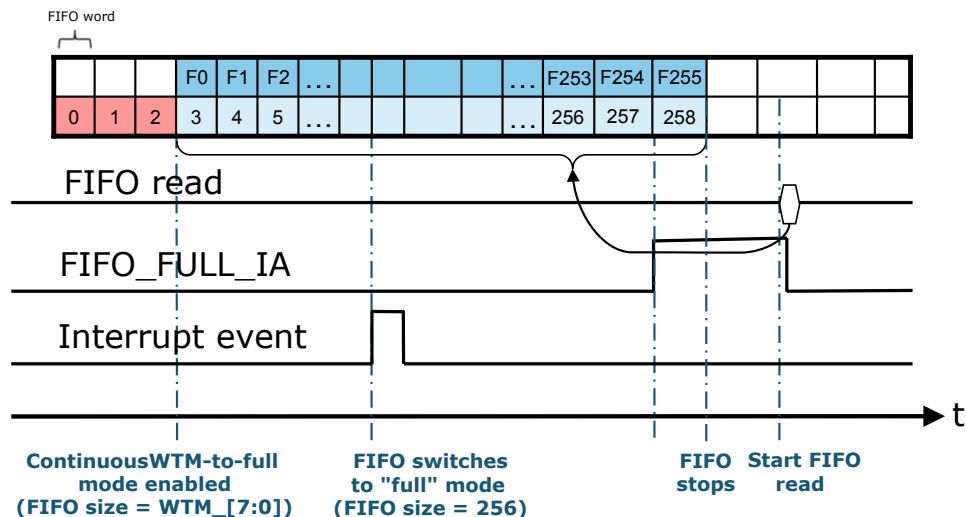 FIFO word
F0 F1 F2 ... ... F253 F254 F255
0 1 2 3 4 5 ... ... 256 257 258
FIFO read
FIFO_FULL_IA
Interrupt event
t
ContinuousWTM-to-full
mode enabled
(FIFO size = WTM_[7:0])
FIFO switches
to "full" mode
(FIFO size = 256)
FIFO
stops
Start FIFO
read